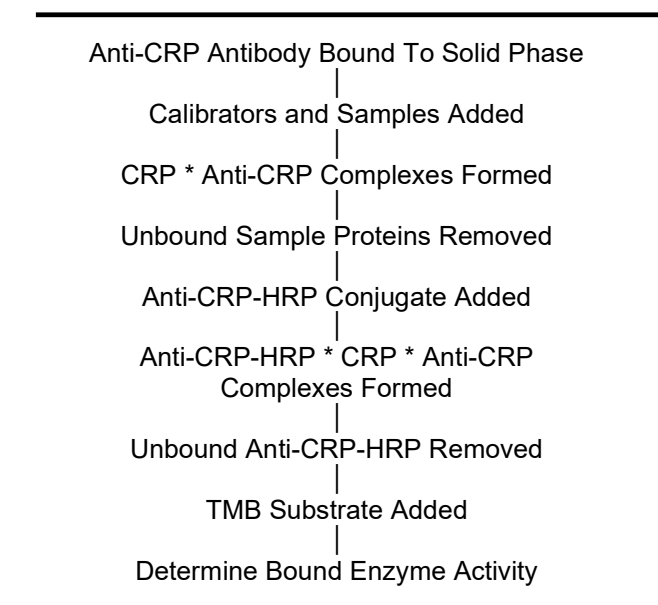 Anti-CRP Antibody Bound To Solid Phase
Calibrators and Samples Added
CRP * Anti-CRP Complexes Formed
Unbound Sample Proteins Removed
Anti-CRP-HRP Conjugate Added
Anti-CRP-HRP * CRP * Anti-CRP
Complexes Formed
Unbound Anti-CRP-HRP Removed
TMB Substrate Added
Determine Bound Enzyme Activity